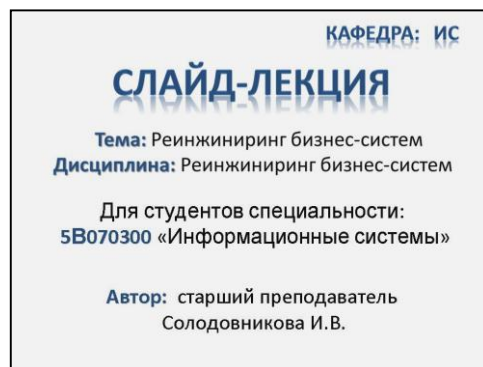 КАФЕДРА: ИС
СЛАЙД-ЛЕКЦИЯ
Тема: Реинжиниринг бизнес-систем
Дисциплина: Реинжиниринг бизнес-систем
Для студентов специальности:
5В070300 «Информационные системы»
Автор: старший преподаватель
Солодовникова И.В.